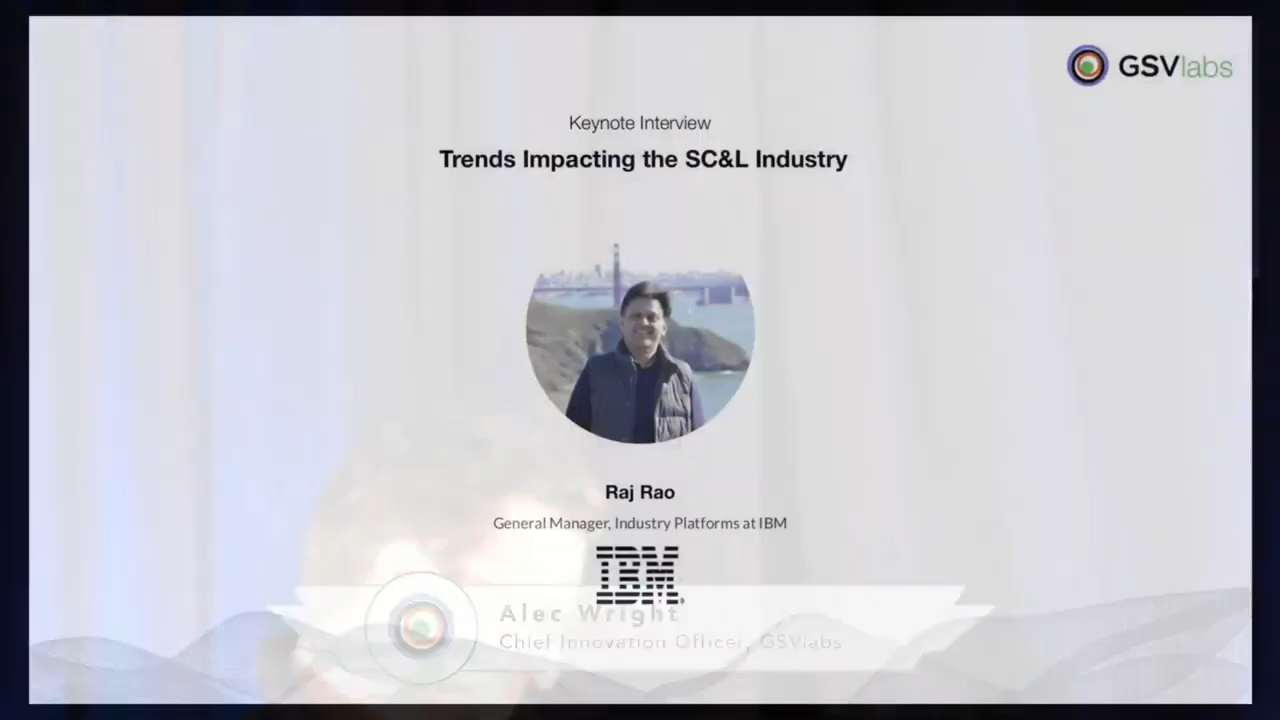 GSVlabs
Keynote Interview
Trends Impacting the SC&L Industry
Raj Rao
General Manager, Industry Platforms at IBM
IBM
Alec Wright
Chief Innovation Officer, GSVlabs